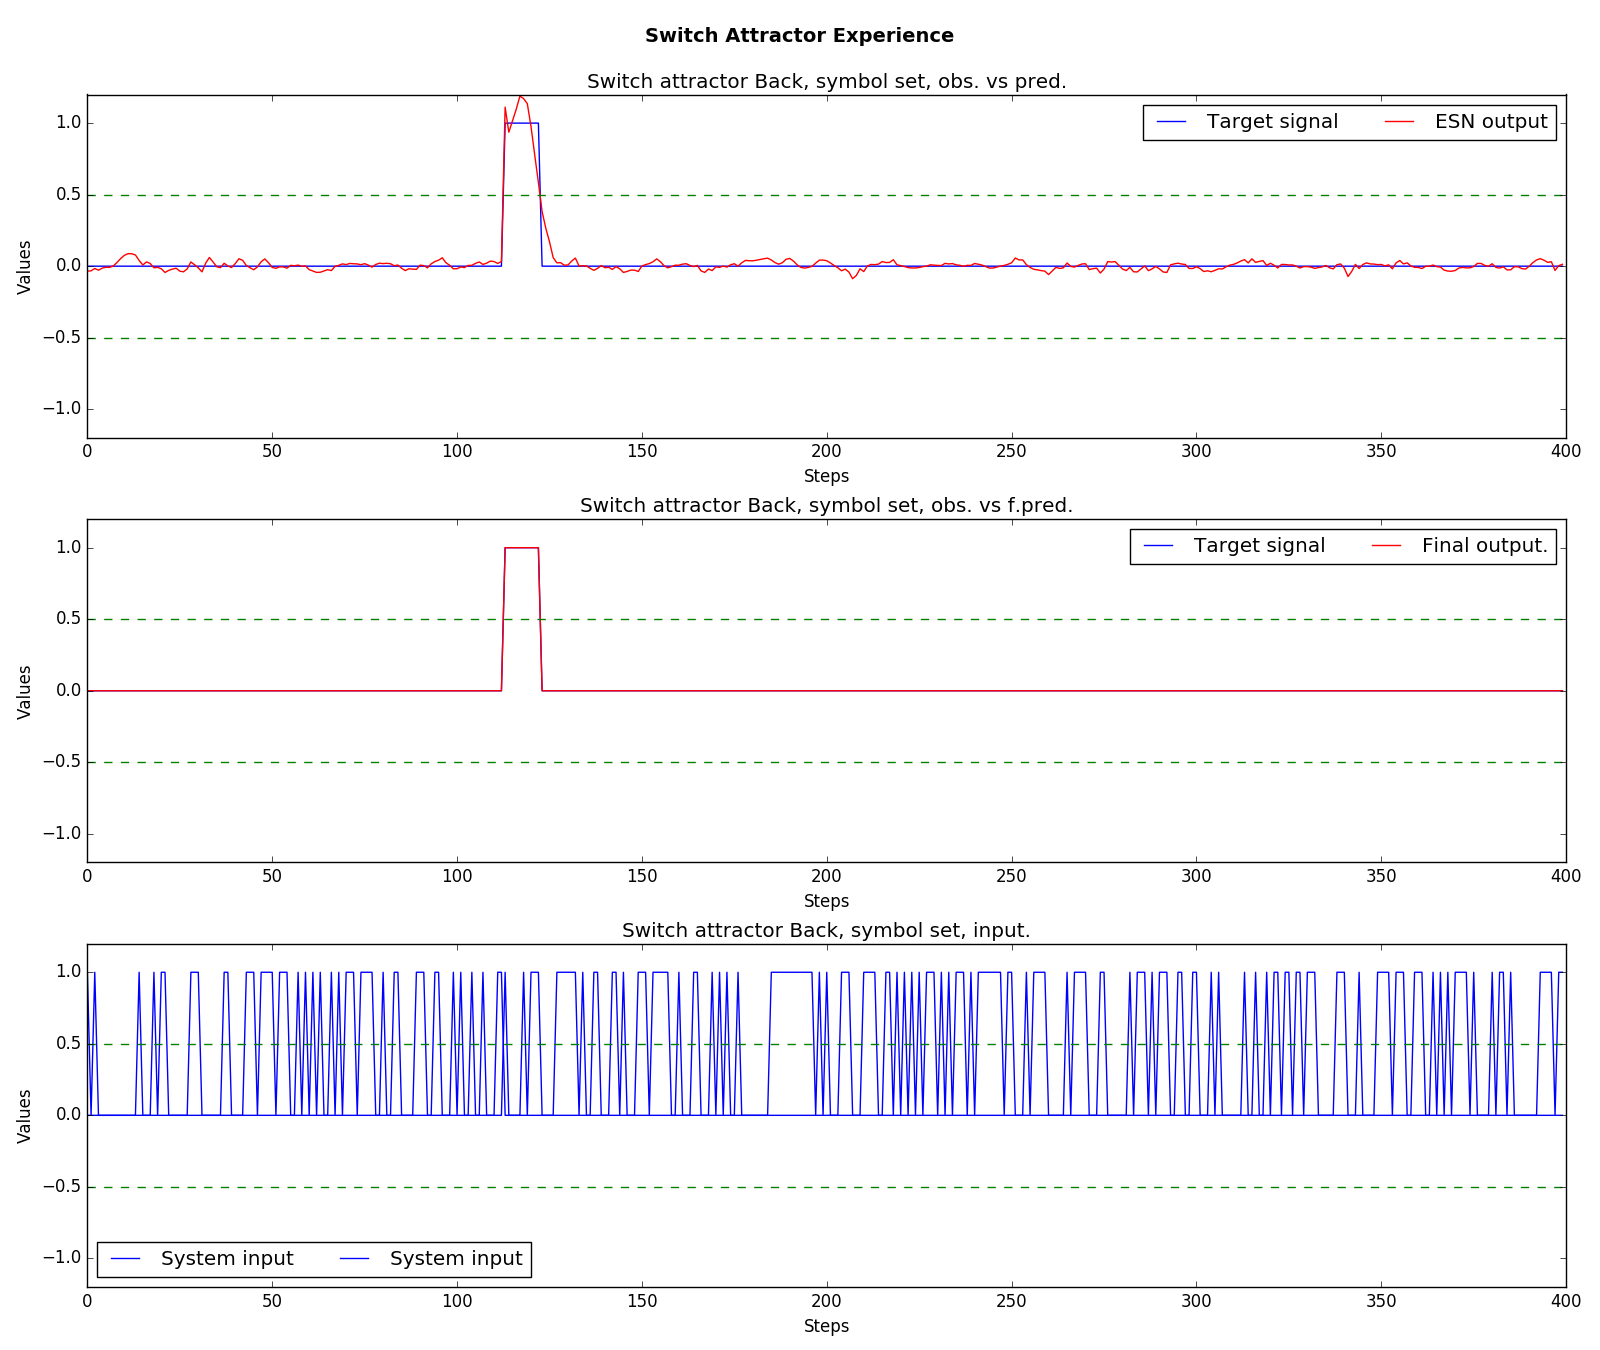 Switch Attractor Experience
Switch attractor Back, symbol set, obs. vs pred.
Target signal ESN output
1.0
0.5
0.0
−0.5
−1.0
Values
0 50 100 150 200 250 300 350 400
Steps
Switch attractor Back, symbol set, obs. vs f.pred.
Target signal Final output.
1.0
0.5
0.0
−0.5
−1.0
Values
0 50 100 150 200 250 300 350 400
Steps
Switch attractor Back, symbol set, input.
1.0
0.5
0.0
−0.5
−1.0
Values
System input System input
0 50 100 150 200 250 300 350 400
Steps